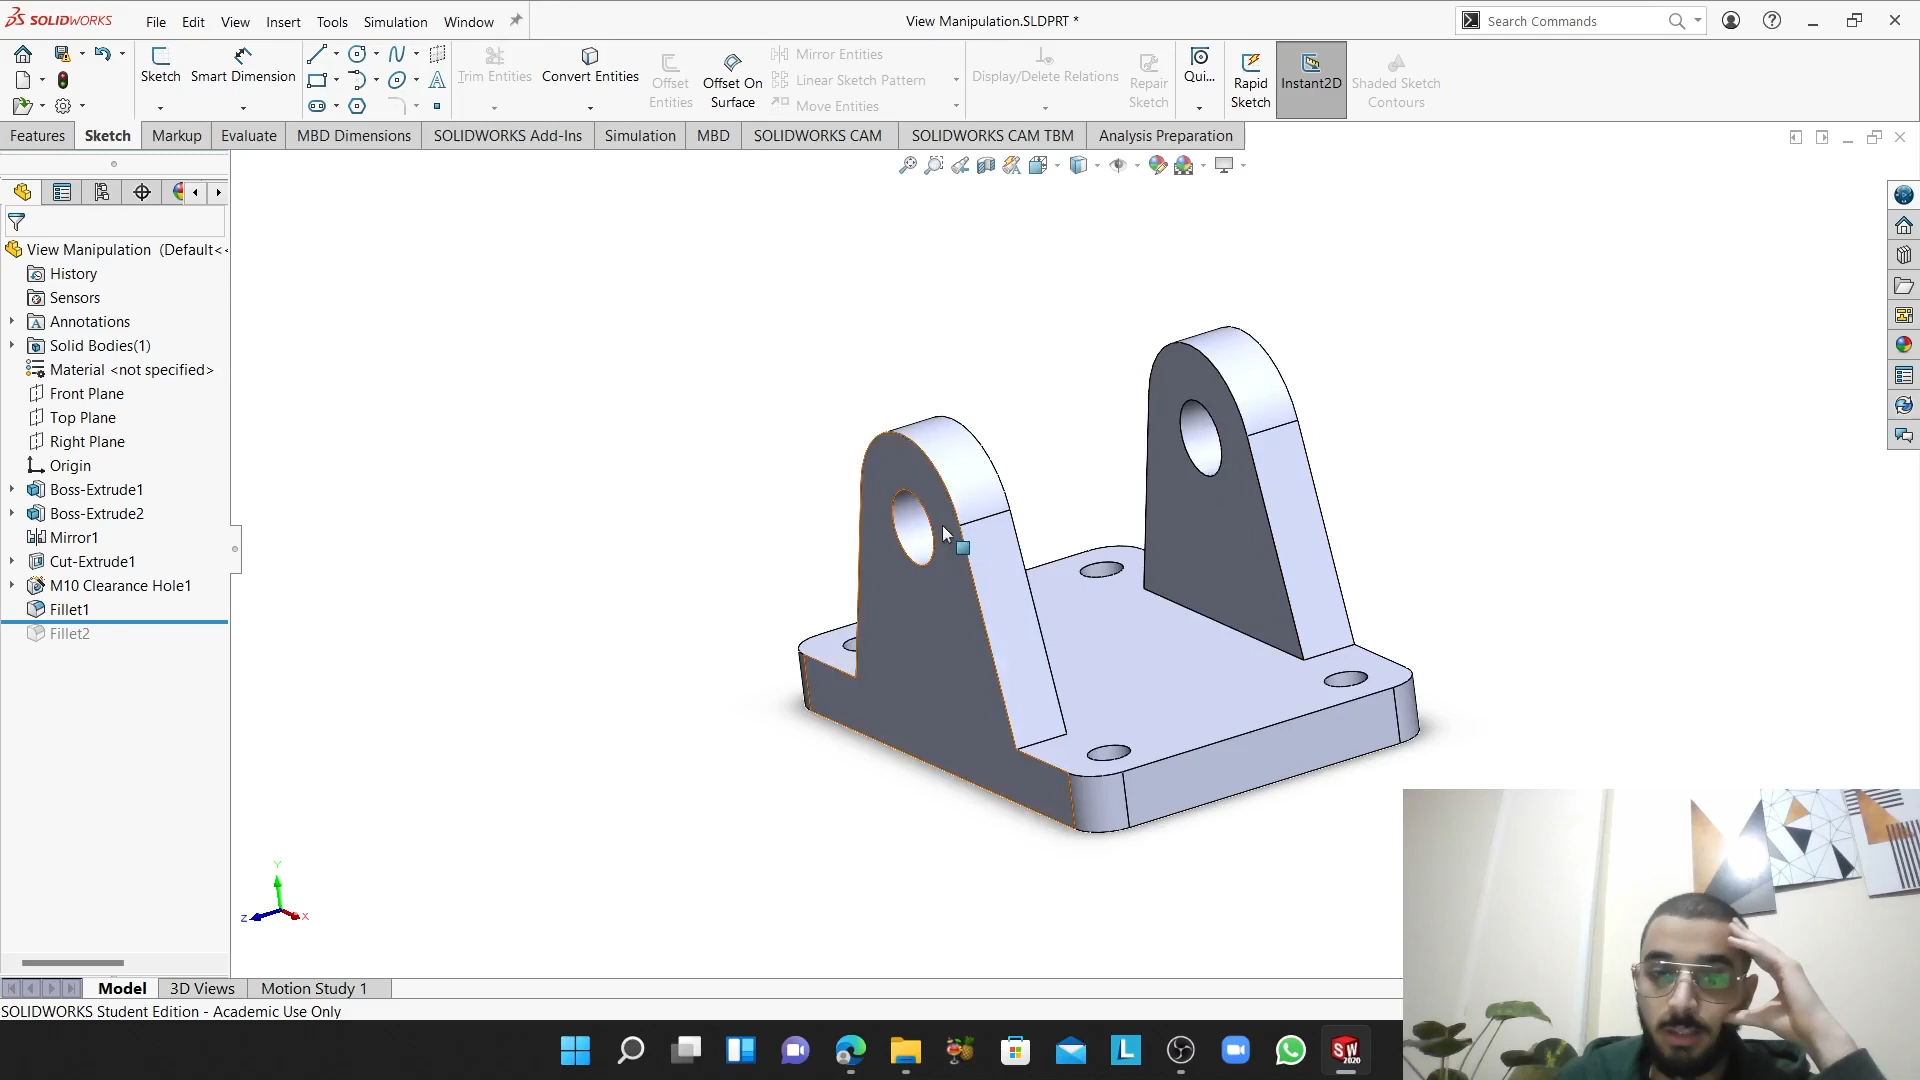 SOLIDWORKS File Edit View Insert Tools Simulation Window View Manipulation.SLDPRT * Search Commands
Sketch Smart Dimension Trim Entities Convert Entities Offset Entities Offset On Surface Mirror Entities Linear Sketch Pattern Move Entities Display/Delete Relations Repair Sketch Qui... Rapid Sketch Instant2D Shaded Sketch Contours
Features Sketch Markup Evaluate MBD Dimensions SOLIDWORKS Add-Ins Simulation MBD SOLIDWORKS CAM SOLIDWORKS CAM TBM Analysis Preparation
View Manipulation (Default<
History
Sensors
Annotations
Solid Bodies(1)
Material <not specified>
Front Plane
Top Plane
Right Plane
Origin
Boss-Extrude1
Boss-Extrude2
Mirror1
Cut-Extrude1
M10 Clearance Hole1
Fillet1
Fillet2
Y
Z X
Model 3D Views Motion Study 1
SOLIDWORKS Student Edition - Academic Use Only
L SW 2020